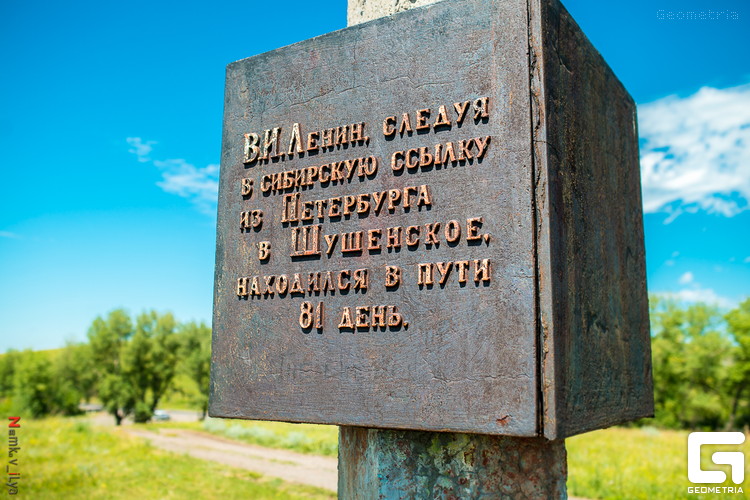 Geometria
В.И.Ленин, следуя
в сибирскую ссылку
из Петербурга
в Шушенское,
находился в пути
81 день.
GEOMETRIA